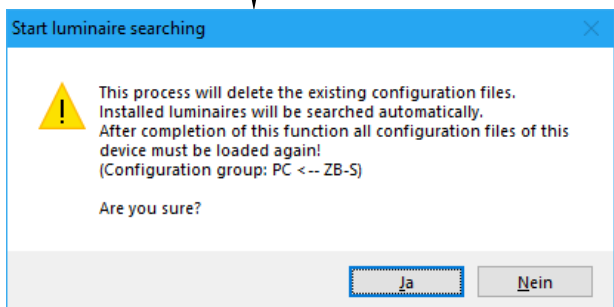 Start luminaire searching
This process will delete the existing configuration files.
Installed luminaires will be searched automatically.
After completion of this function all configuration files of this
device must be loaded again!
(Configuration group: PC <-- ZB-S)
Are you sure?
Ja
Nein